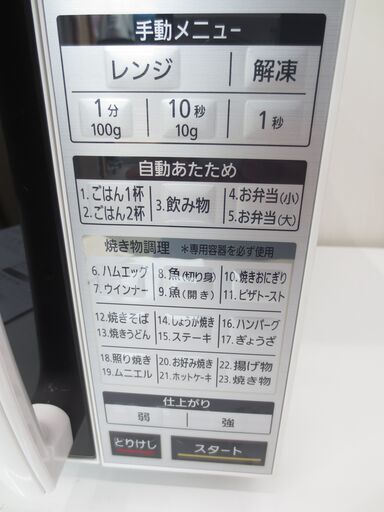 手動メニュー
レンジ 解凍
1分 10秒 1秒
100g 10g
自動あたため
1.ごはん1杯 3.飲み物 4.お弁当(小)
2.ごはん2杯 5.お弁当(大)
焼き物調理 *専用容器を必ず使用
6.ハムエッグ 8.魚(切り身) 10.焼きおにぎり
7.ウインナー 9.魚(開き) 11.ピザトースト
12.焼きそば 14.しょうが焼き 16.ハンバーグ
13.焼きうどん 15.ステーキ 17.ぎょうざ
18.照り焼き 20.お好み焼き 22.揚げ物
19.ムニエル 21.ホットケーキ 23.焼き物
仕上がり
弱 強
とりけし スタート